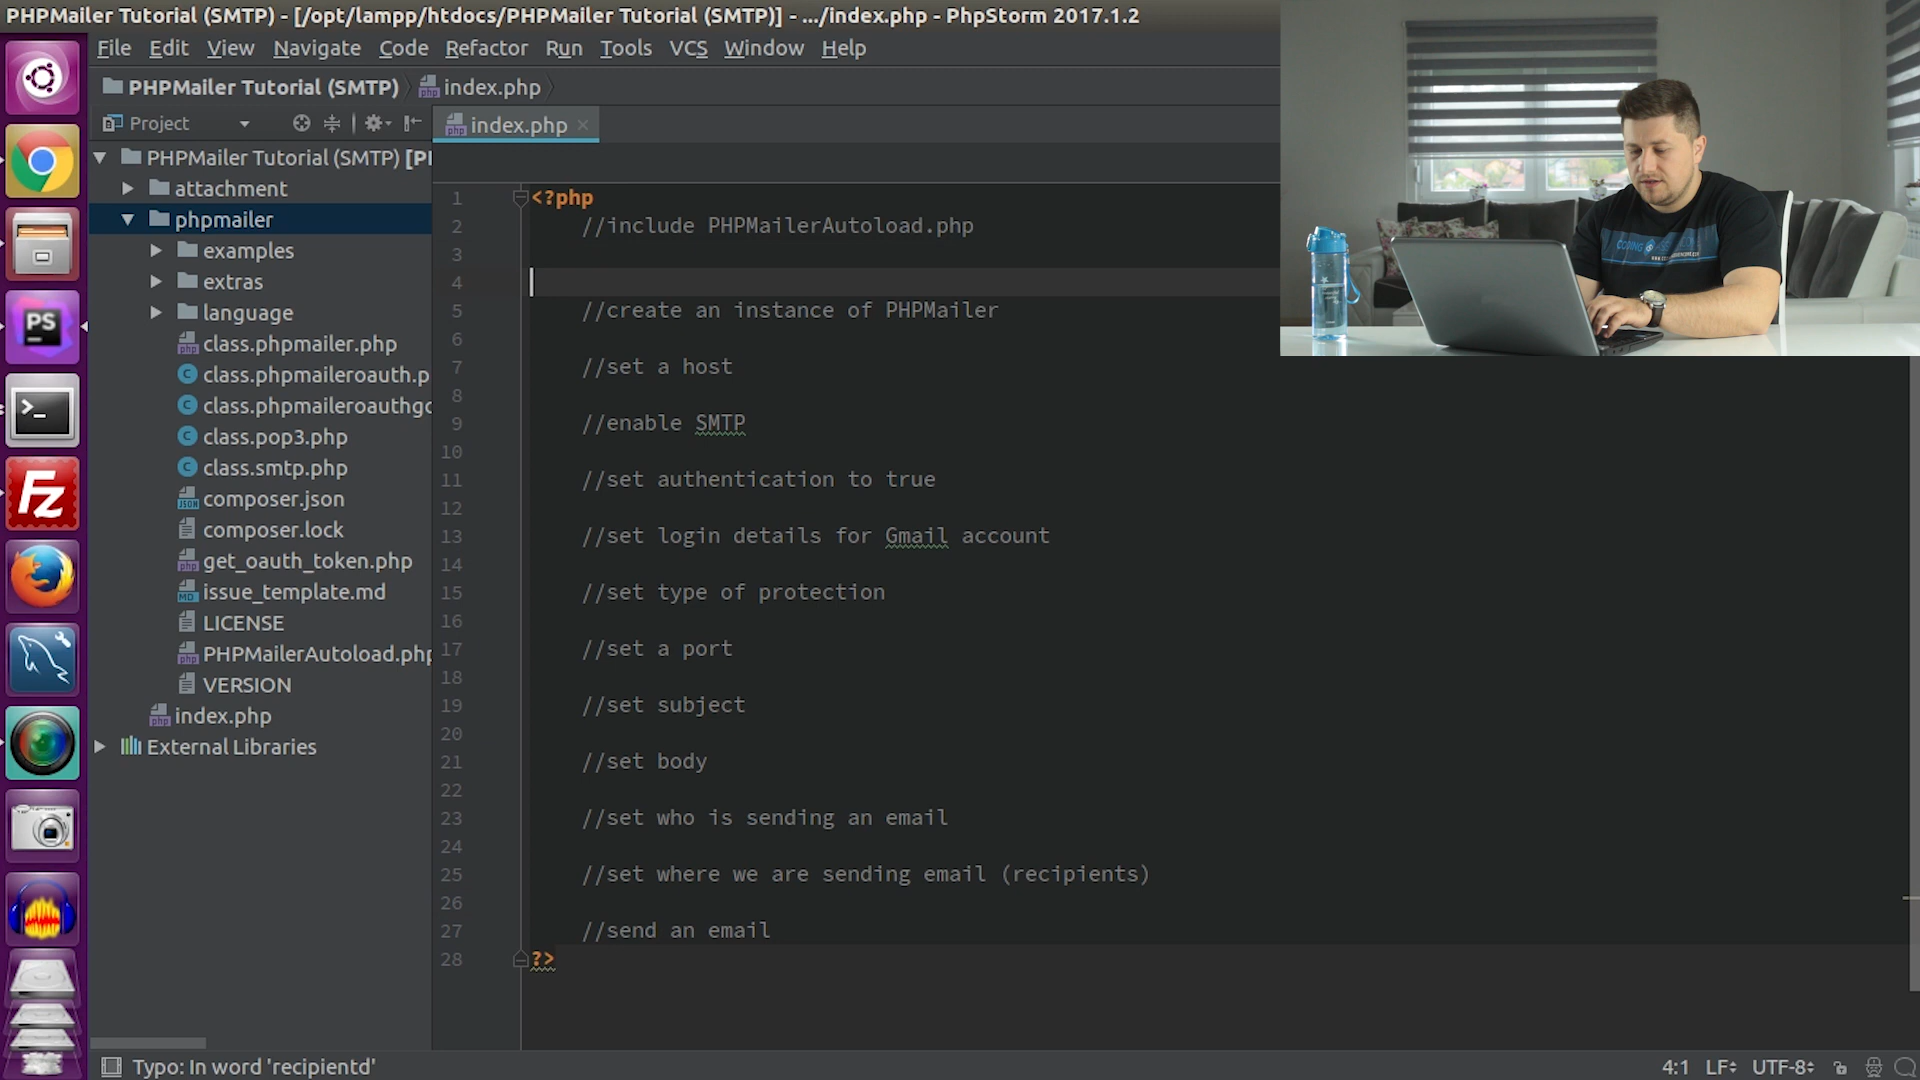 PHPMailer Tutorial (SMTP) - [/opt/lampp/htdocs/PHPMailer Tutorial (SMTP)] - .../index.php - PhpStorm 2017.1.2
File Edit View Navigate Code Refactor Run Tools VCS Window Help
PHPMailer Tutorial (SMTP) index.php
Project
index.php
PHPMailer Tutorial (SMTP) [P
attachment
phpmailer
examples
extras
language
class.phpmailer.php
class.phpmaileroauth.p
class.phpmaileroauthgo
class.pop3.php
class.smtp.php
composer.json
composer.lock
get_oauth_token.php
issue_template.md
LICENSE
PHPMailerAutoload.php
VERSION
index.php
External Libraries
1 <?php
2 //include PHPMailerAutoload.php
3
4
5 //create an instance of PHPMailer
6
7 //set a host
8
9 //enable SMTP
10
11 //set authentication to true
12
13 //set login details for Gmail account
14
15 //set type of protection
16
17 //set a port
18
19 //set subject
20
21 //set body
22
23 //set who is sending an email
24
25 //set where we are sending email (recipients)
26
27 //send an email
28 ?>
PS
>_
Fz
CODING
Typo: In word 'recipientd'
4:1 LF UTF-8